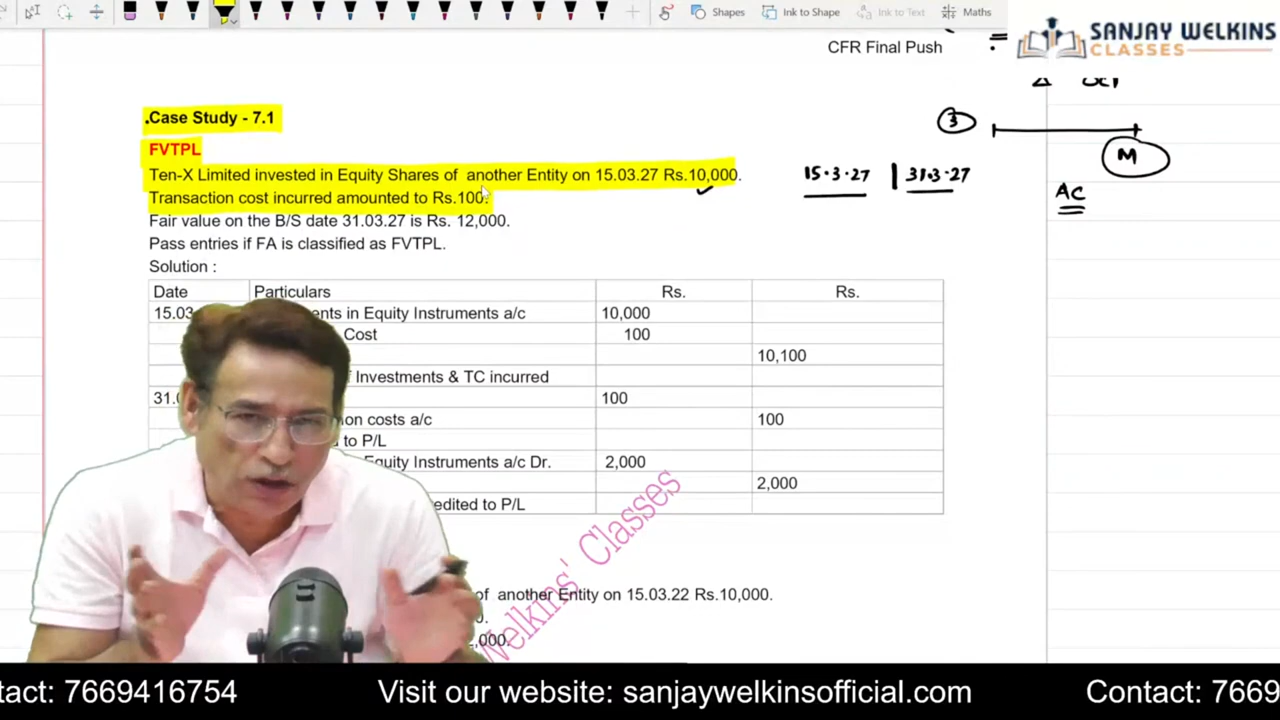 Shapes Ink to Shape Ink to Text Maths
SANJAY WELKINS
CLASSES
CFR Final Push
Case Study - 7.1
FVTPL
Ten-X Limited invested in Equity Shares of another Entity on 15.03.27 Rs.10,000.
Transaction cost incurred amounted to Rs.100.
Fair value on the B/S date 31.03.27 is Rs. 12,000.
Pass entries if FA is classified as FVTPL.
Solution :
3
M
15.3.27 | 31.3.27
AC
Date Particulars Rs. Rs.
15.03 in Equity Instruments a/c 10,000
Cost 100
10,100
Investments & TC incurred
31. 100
costs a/c 100
to P/L
Equity Instruments a/c Dr. 2,000
2,000
to P/L
Welkins' Classes
of another Entity on 15.03.22 Rs.10,000.
,000.
tact: 7669416754 Visit our website: sanjaywelkinsofficial.com Contact: 7669